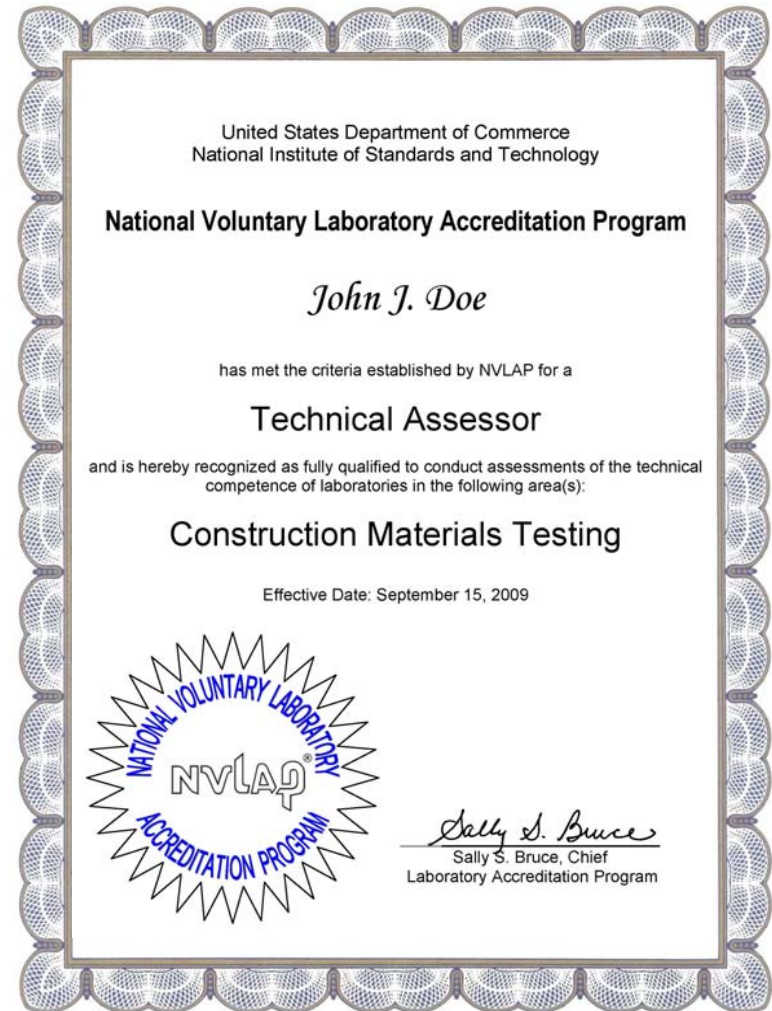 United States Department of Commerce
National Institute of Standards and Technology
National Voluntary Laboratory Accreditation Program
John J. Doe
has met the criteria established by NVLAP for a
Technical Assessor
and is hereby recognized as fully qualified to conduct assessments of the technical
competence of laboratories in the following area(s):
Construction Materials Testing
Effective Date: September 15, 2009
NATIONAL VOLUNTARY LABORATORY
NVLAP®
ACCREDITATION PROGRAM
Sally S. Bruce
Sally S. Bruce, Chief
Laboratory Accreditation Program